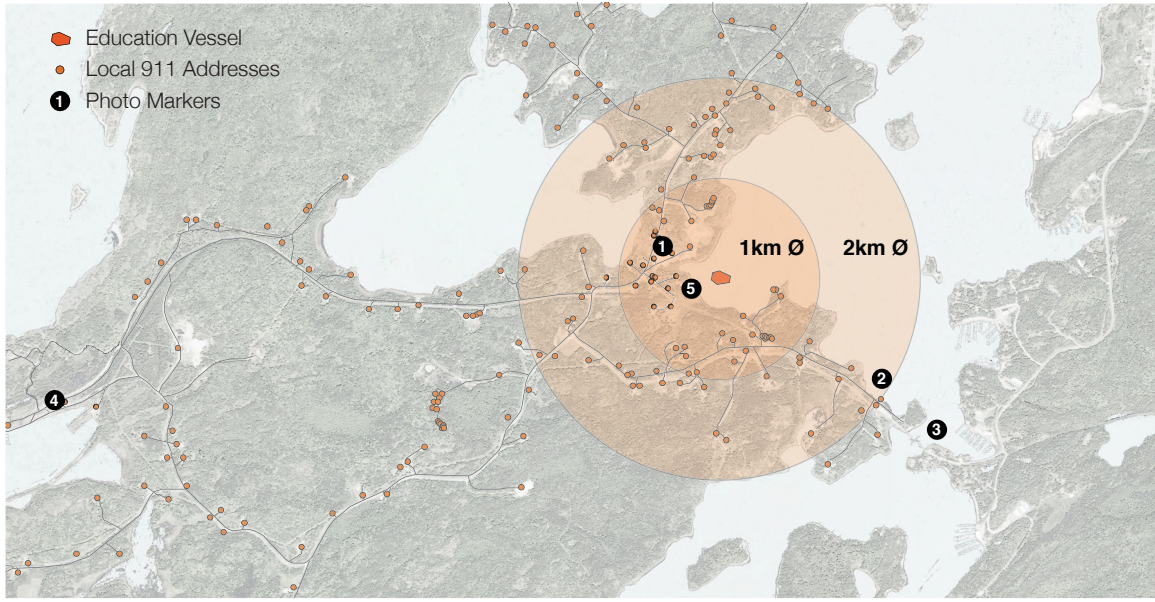 Education Vessel
Local 911 Addresses
1 Photo Markers
1
1km Ø
2km Ø
5
2
4
3